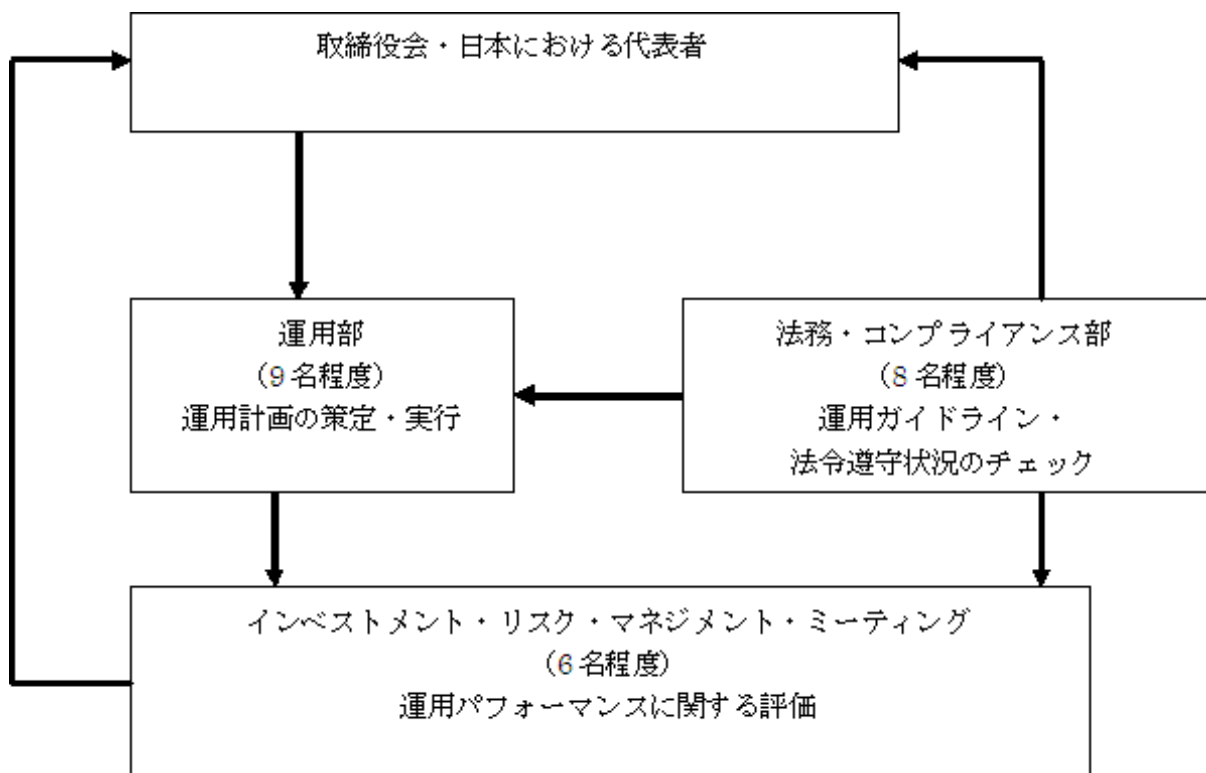 取締役会・日本における代表者
運用部
(9名程度)
運用計画の策定・実行
法務・コンプライアンス部
(8名程度)
運用ガイドライン・
法令遵守状況のチェック
インベストメント・リスク・マネジメント・ミーティング
(6名程度)
運用パフォーマンスに関する評価